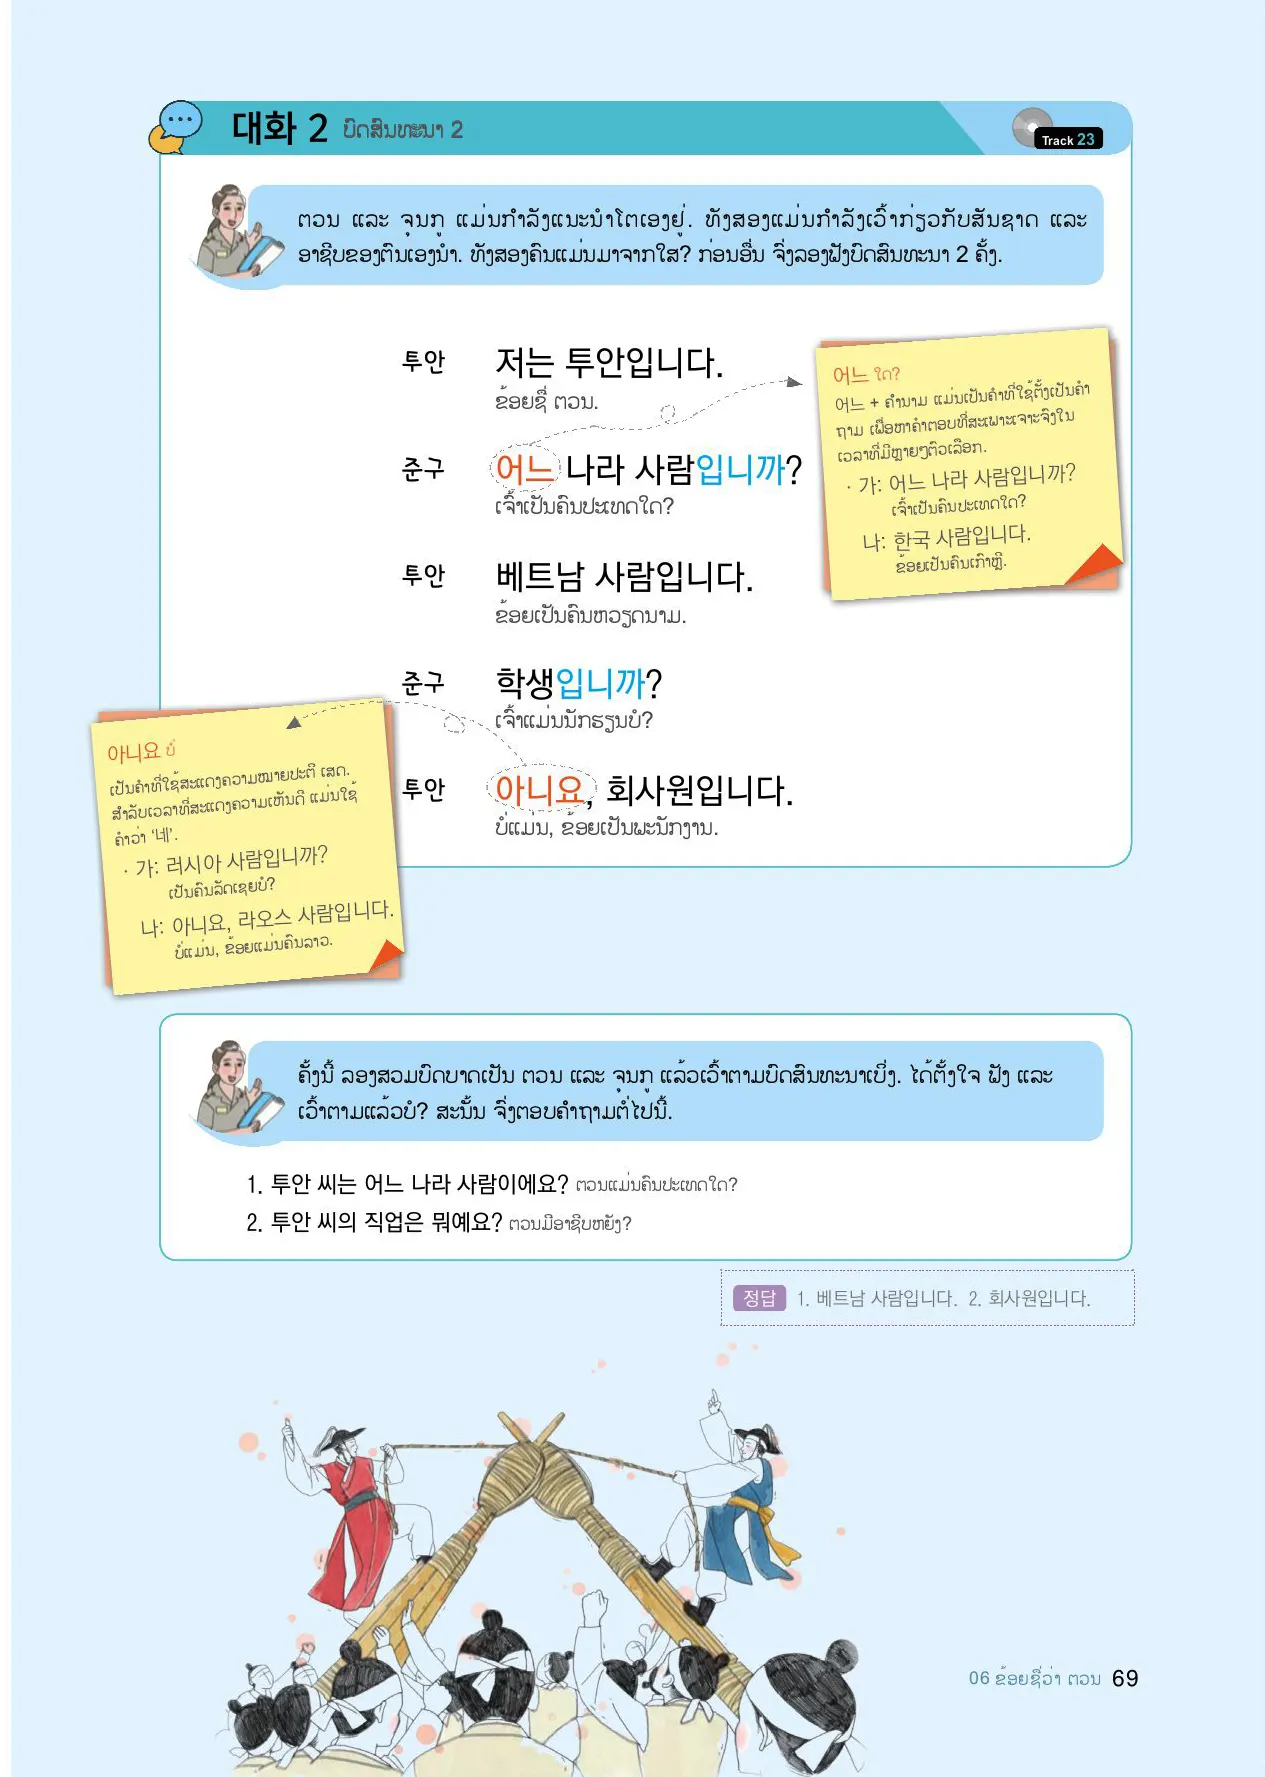 대화 2 ບົດສົນທະນາ 2
Track 23
ຕວນ ແລະ ຈຸນກູ ແມ່ນກຳລັງແນະນຳໂຕເອງຢູ່. ທັງສອງແມ່ນກຳລັງເວົ້າກ່ຽວກັບສັນຊາດ ແລະ
ອາຊີບຂອງຕົນເອງນຳ. ທັງສອງຄົນແມ່ນມາຈາກໃສ? ກ່ອນອື່ນ ຈົ່ງລອງຟັງບົດສົນທະນາ 2 ຄັ້ງ.
투안 저는 투안입니다.
ຂ້ອຍຊື່ ຕວນ.
준구 어느 나라 사람입니까?
ເຈົ້າເປັນຄົນປະເທດໃດ?
투안 베트남 사람입니다.
ຂ້ອຍເປັນຄົນຫວຽດນາມ.
준구 학생입니까?
ເຈົ້າແມ່ນນັກຮຽນບໍ?
투안 아니요, 회사원입니다.
ບໍ່ແມ່ນ, ຂ້ອຍເປັນພະນັກງານ.
어느 ໃດ?
어느 + ຄຳນາມ ແມ່ນເປັນຄຳທີ່ໃຊ້ຕັ້ງເປັນຄຳ
ຖາມ ເພື່ອຫາຄຳຕອບທີ່ສະເພາະເຈາະຈົງໃນ
ເວລາທີ່ມີຫຼາຍໆຕົວເລືອກ.
· 가: 어느 나라 사람입니까?
ເຈົ້າເປັນຄົນປະເທດໃດ?
나: 한국 사람입니다.
ຂ້ອຍເປັນຄົນເກົາຫຼີ.
아니요 ບໍ່
ເປັນຄຳທີ່ໃຊ້ສະແດງຄວາມໝາຍປະຕິ ເສດ.
ສຳລັບເວລາທີ່ສະແດງຄວາມເຫັນດີ ແມ່ນໃຊ້
ຄຳວ່າ ‘네’.
· 가: 러시아 사람입니까?
ເປັນຄົນລັດເຊຍບໍ?
나: 아니요, 라오스 사람입니다.
ບໍ່ແມ່ນ, ຂ້ອຍແມ່ນຄົນລາວ.
ຄັ້ງນີ້ ລອງສວມບົດບາດເປັນ ຕວນ ແລະ ຈຸນກູ ແລ້ວເວົ້າຕາມບົດສົນທະນາເບິ່ງ. ໄດ້ຕັ້ງໃຈ ຟັງ ແລະ
ເວົ້າຕາມແລ້ວບໍ? ສະນັ້ນ ຈົ່ງຕອບຄຳຖາມຕໍ່ໄປນີ້.
1. 투안 씨는 어느 나라 사람이에요? ຕວນແມ່ນຄົນປະເທດໃດ?
2. 투안 씨의 직업은 뭐예요? ຕວນມີອາຊີບຫຍັງ?
정답 1. 베트남 사람입니다. 2. 회사원입니다.
06 ຂ້ອຍຊື່ວ່າ ຕວນ 69